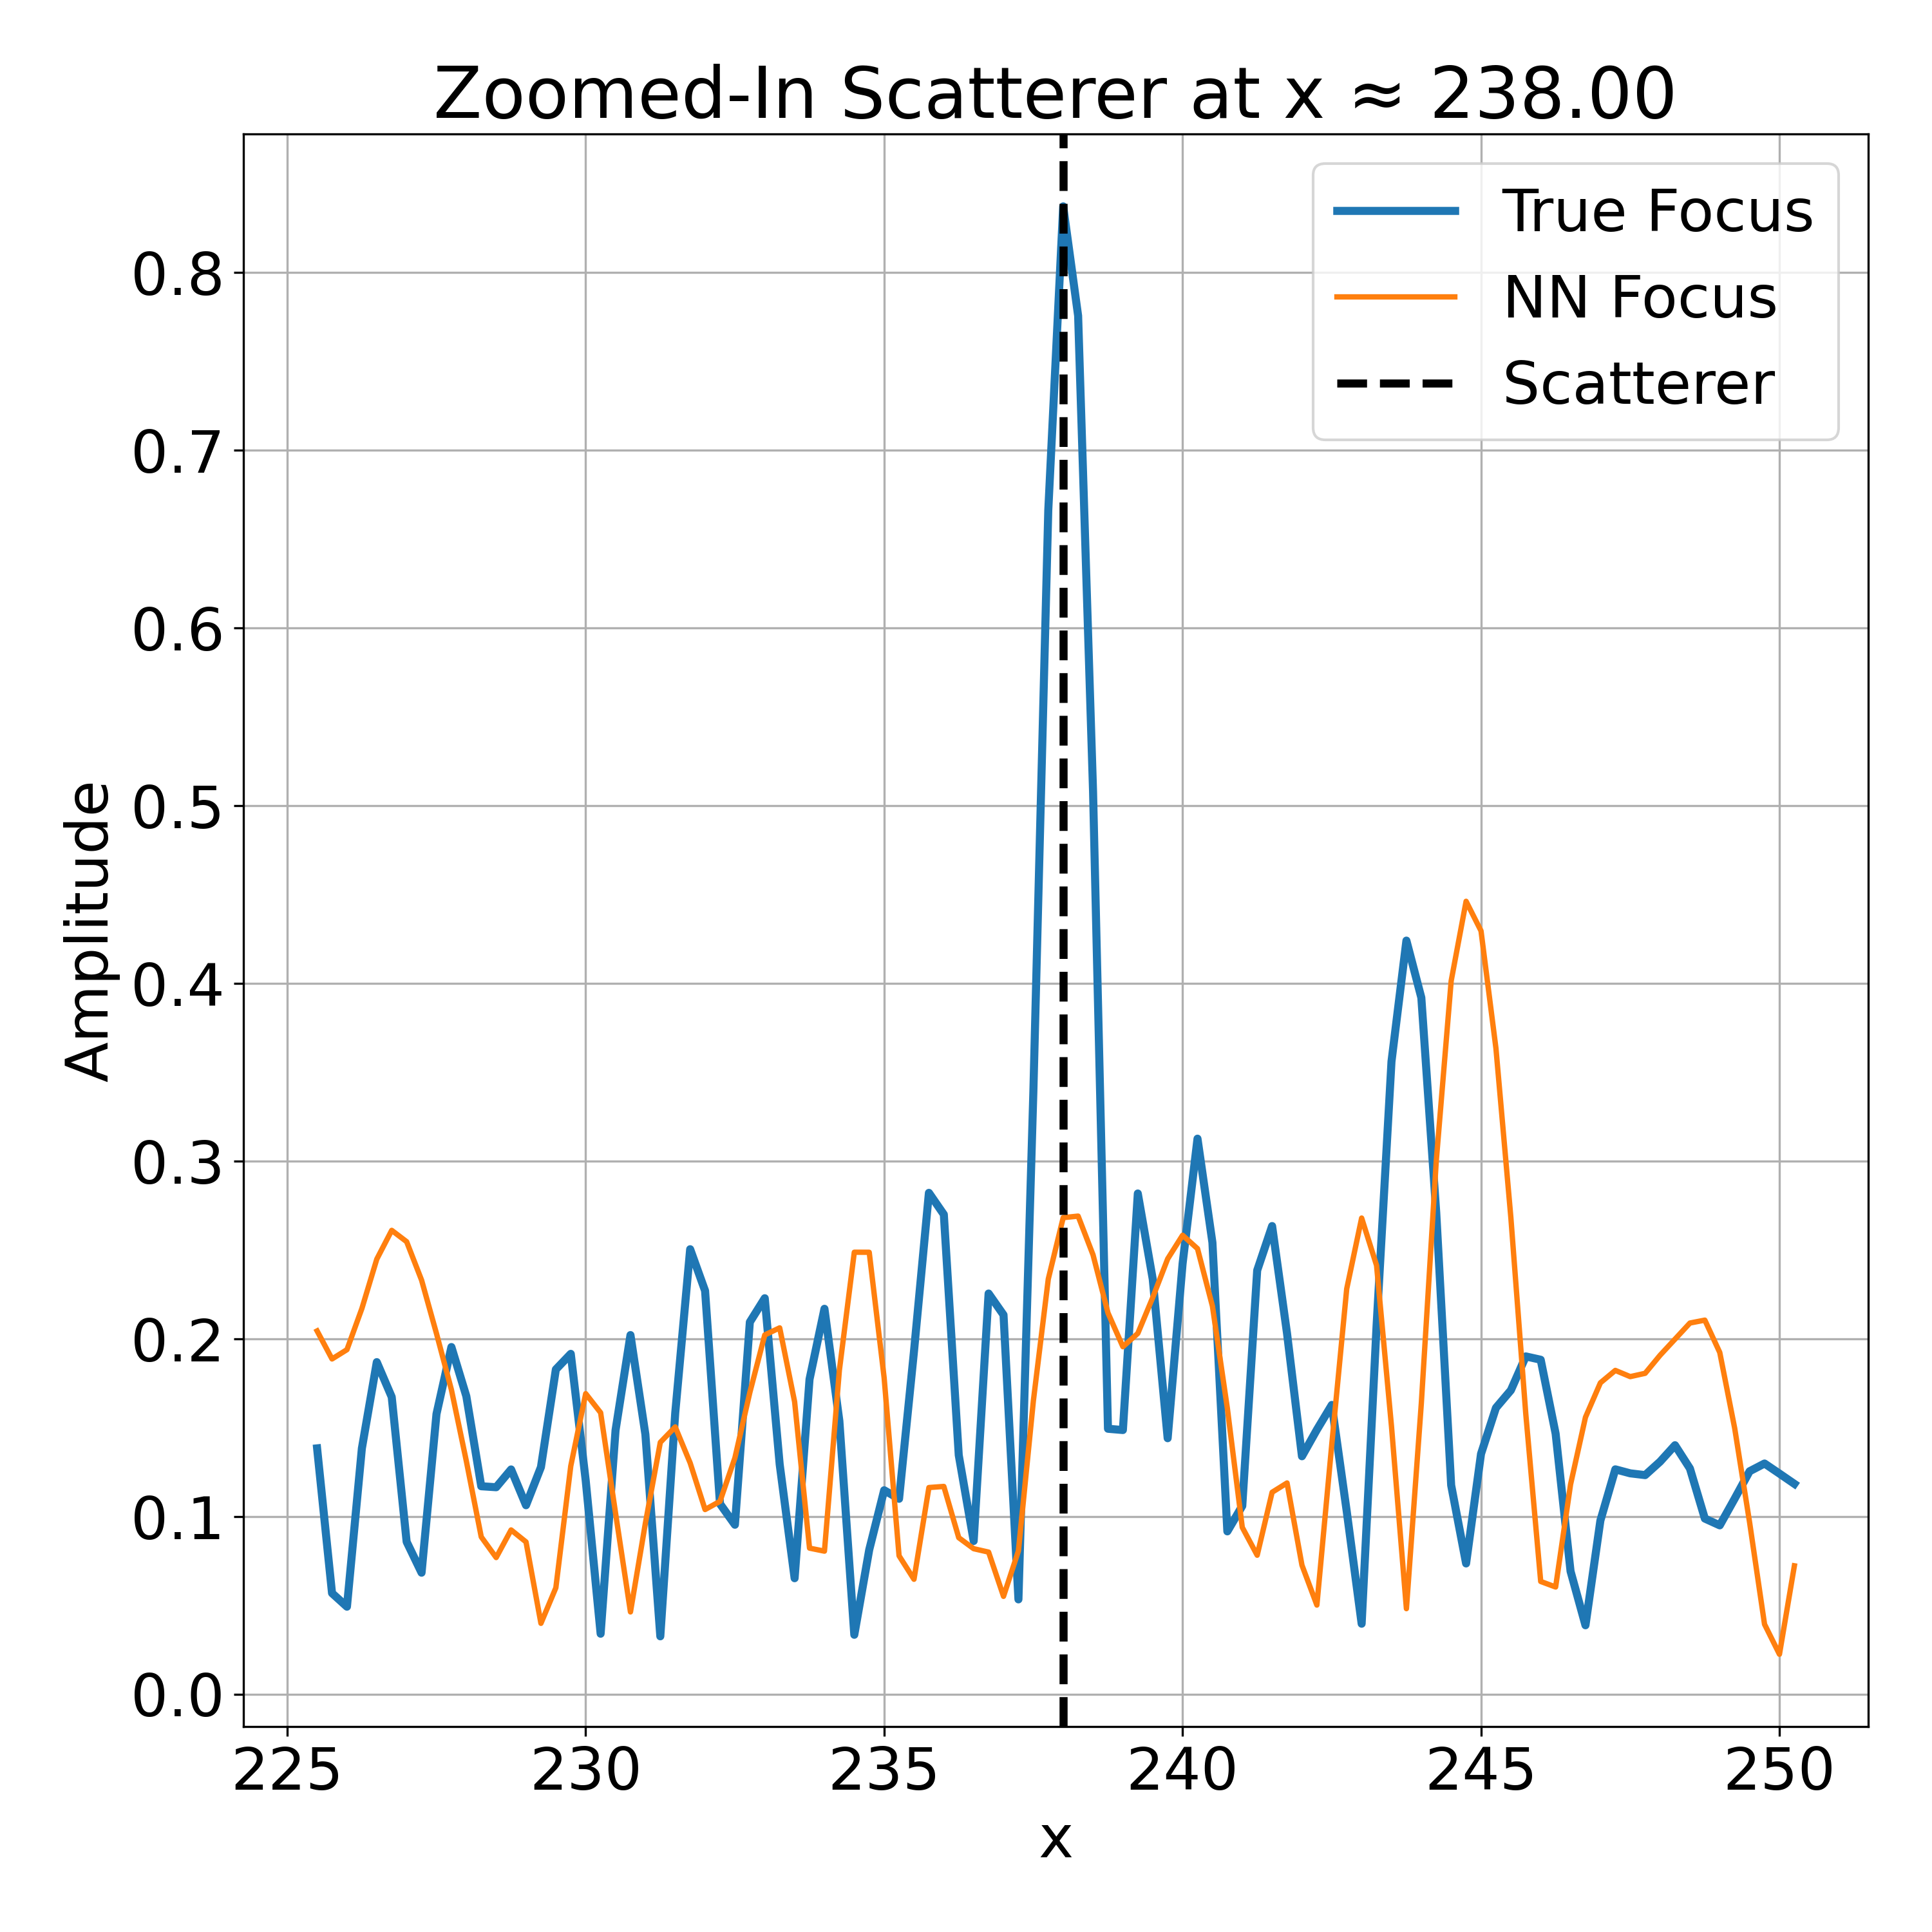 Zoomed-In Scatterer at x ≈ 238.00
True Focus
NN Focus
Scatterer
0.8
0.7
0.6
0.5
0.4
0.3
0.2
0.1
0.0
Amplitude
225 230 235 240 245 250
x